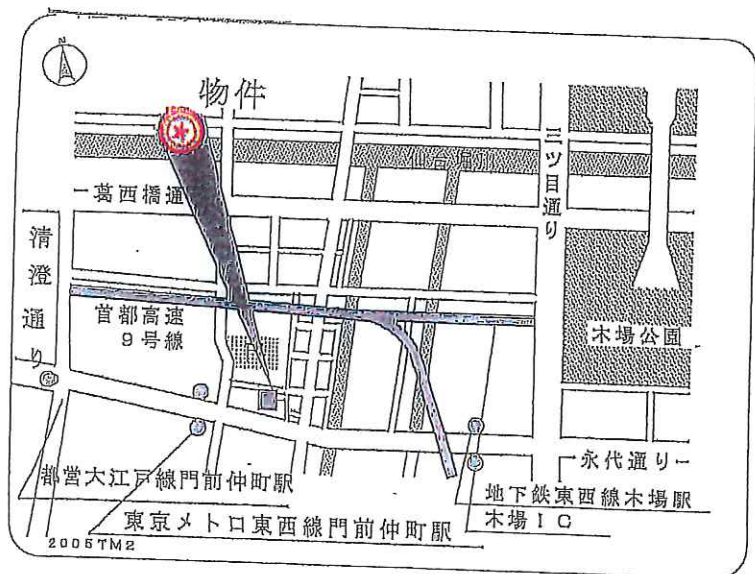 N
物件
仙台堀川
三ツ目通り
葛西橋通
清澄通り
首都高速
9号線
木場公園
永代通り
都営大江戸線門前仲町駅
地下鉄東西線木場駅
東京メトロ東西線門前仲町駅
木場IC
2005TM2